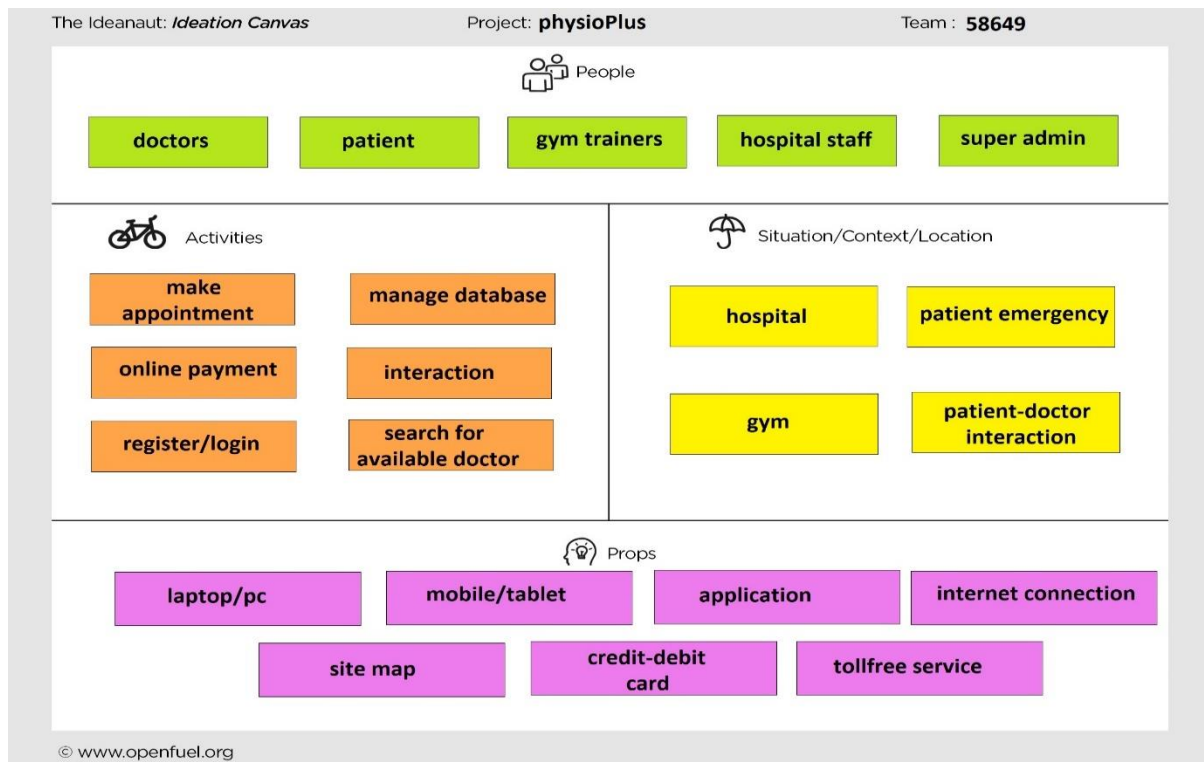 The Ideanaut: Ideation Canvas Project: physioPlus Team : 58649
People
doctors patient gym trainers hospital staff super admin
Activities
make
appointment
manage database
online payment
interaction
register/login
search for
available doctor
Situation/Context/Location
hospital
patient emergency
gym
patient-doctor
interaction
Props
laptop/pc mobile/tablet application internet connection
site map
credit-debit
card
tollfree service
© www.openfuel.org